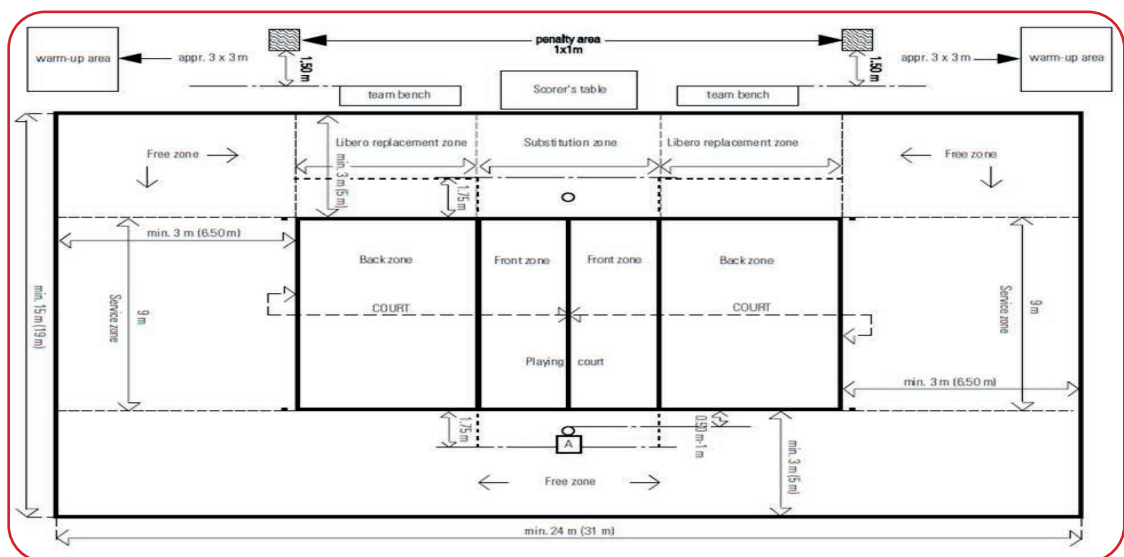 penalty area
1x1m
warm-up area
appr. 3 x 3 m
1.50 m
1.50 m
appr. 3 x 3 m
warm-up area
team bench
Scorer's table
team bench
Libero replacement zone
Substitution zone
Libero replacement zone
Free zone
min. 3 m (5 m)
1.75 m
Free zone
min. 3 m (6.50 m)
Back zone
Front zone
Front zone
Back zone
min. 15 m (19 m)
Service zone
9 m
COURT
COURT
9 m
Service zone
Playing court
min. 3 m (6.50 m)
1.75 m
A
0.50 m-1 m
min. 3 m (5 m)
Free zone
min. 24 m (31 m)